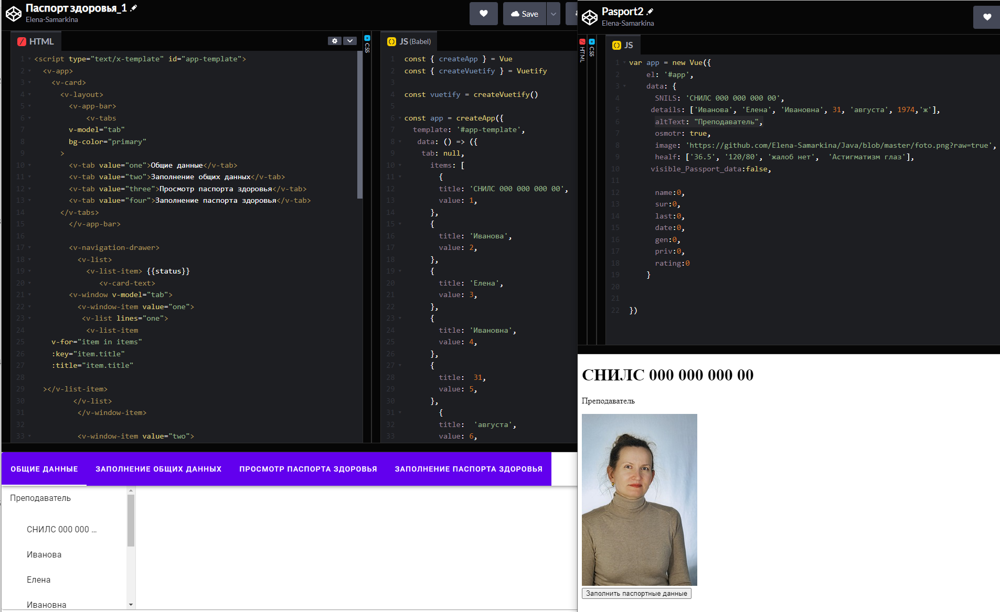 Паспорт здоровья_1
Elena-Samarkina
Save
HTML
1 <script type="text/x-template" id="app-template">
2 <v-app>
3 <v-card>
4 <v-layout>
5 <v-app-bar>
6 <v-tabs
7 v-model="tab"
8 bg-color="primary"
9 >
10 <v-tab value="one">Общие данные</v-tab>
11 <v-tab value="two">Заполнение общих данных</v-tab>
12 <v-tab value="three">Просмотр паспорта здоровья</v-tab>
13 <v-tab value="four">Заполнение паспорта здоровья</v-tab>
14 </v-tabs>
15 </v-app-bar>
16
17 <v-navigation-drawer>
18 <v-list>
19 <v-list-item> {{status}}
20 <v-card-text>
21 <v-window v-model="tab">
22 <v-window-item value="one">
23 <v-list lines="one">
24 <v-list-item
25 v-for="item in items"
26 :key="item.title"
27 :title="item.title"
28
29 ></v-list-item>
30 </v-list>
31 </v-window-item>
32
33 <v-window-item value="two">
CSS
JS (Babel)
1 const { createApp } = Vue
2 const { createVuetify } = Vuetify
3
4 const vuetify = createVuetify()
5
6 const app = createApp({
7 template: '#app-template',
8 data: () => ({
9 tab: null,
10 items: [
11 {
12 title: 'СНИЛС 000 000 000 00',
13 value: 1,
14 },
15 {
16 title: 'Иванова',
17 value: 2,
18 },
19 {
20 title: 'Елена',
21 value: 3,
22 },
23 {
24 title: 'Ивановна',
25 value: 4,
26 },
27 {
28 title: 31,
29 value: 5,
30 },
31 {
32 title: 'августа',
33 value: 6,
ОБЩИЕ ДАННЫЕ
ЗАПОЛНЕНИЕ ОБЩИХ ДАННЫХ
ПРОСМОТР ПАСПОРТА ЗДОРОВЬЯ
ЗАПОЛНЕНИЕ ПАСПОРТА ЗДОРОВЬЯ
Преподаватель
СНИЛС 000 000 ...
Иванова
Елена
Ивановна
Pasport2
Elena-Samarkina
HTML
CSS
JS
1 var app = new Vue({
2 el: '#app',
3 data: {
4 SNILS: 'СНИЛС 000 000 000 00',
5 details: ['Иванова', 'Елена', 'Ивановна', 31, 'августа', 1974,'ж'],
6 altText: "Преподаватель",
7 osmotr: true,
8 image: 'https://github.com/Elena-Samarkina/Java/blob/master/foto.png?raw=true',
9 healf: ['36.5', '120/80', 'жалоб нет', 'Астигматизм глаз'],
10 visible_Passport_data:false,
11
12 name:0,
13 sur:0,
14 last:0,
15 date:0,
16 gen:0,
17 priv:0,
18 rating:0
19 }
20
21
22 })
СНИЛС 000 000 000 00
Преподаватель
Заполнить паспортные данные